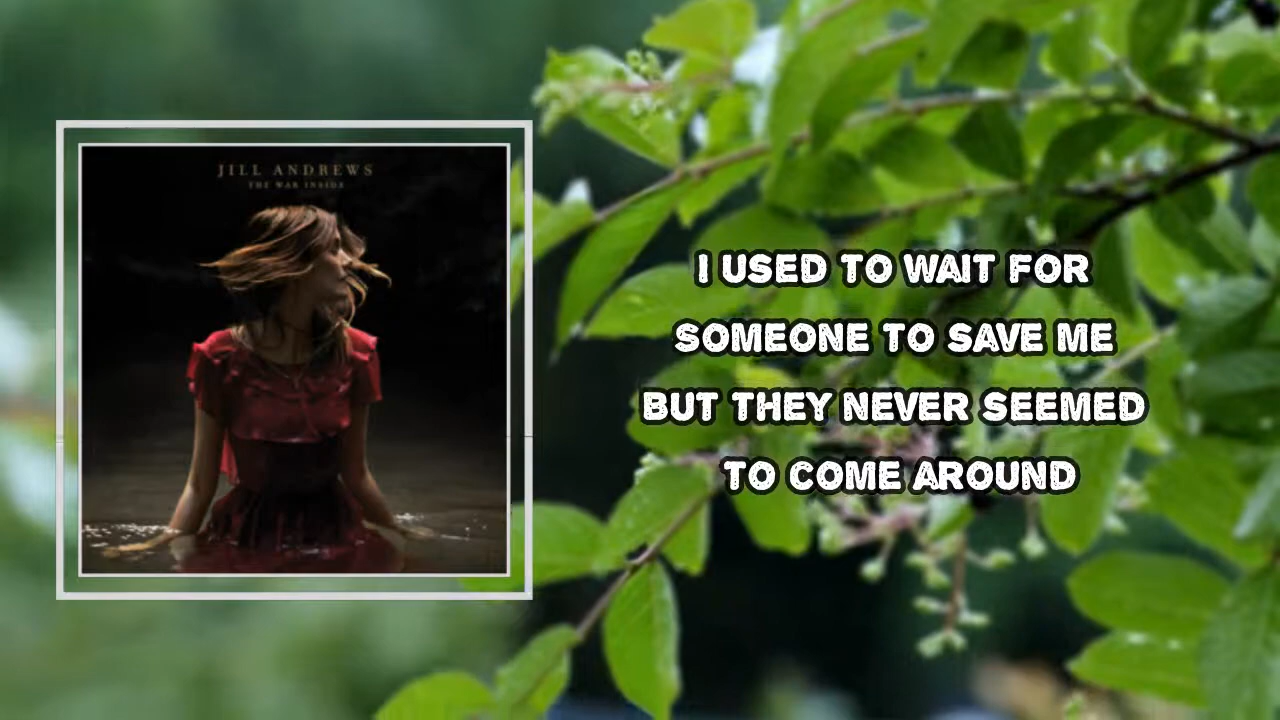 JILL ANDREWS
THE WAR INSIDE
I USED TO WAIT FOR
SOMEONE TO SAVE ME
BUT THEY NEVER SEEMED
TO COME AROUND